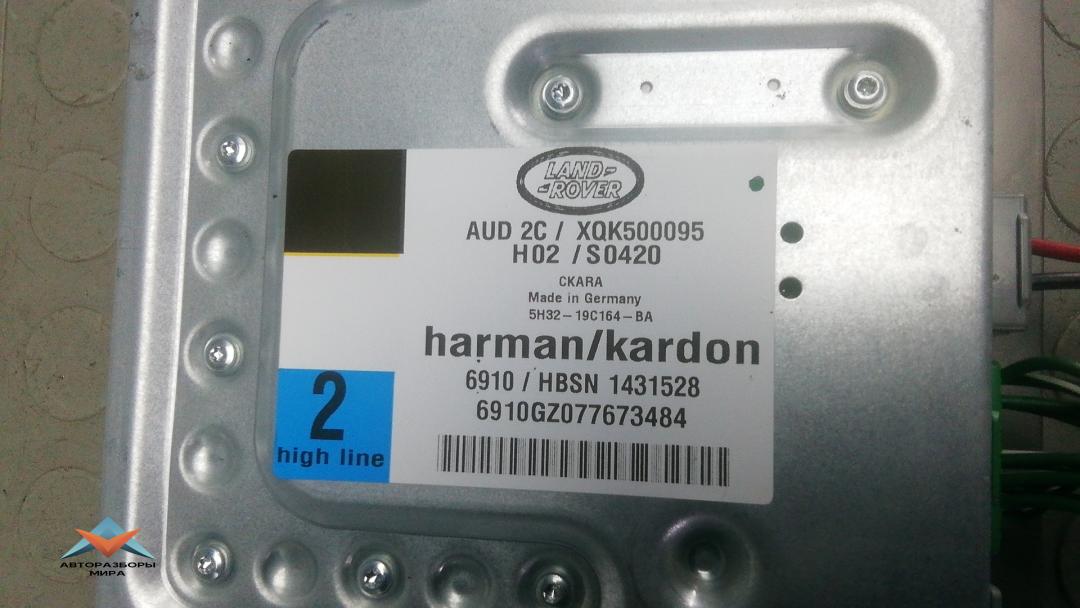 LAND-
-ROVER
AUD 2C / XQK500095
H02 / S0420
CKARA
Made in Germany
5H32-19C164-BA
harman/kardon
6910 / HBSN 1431528
6910GZ077673484
2
high line
АВТОРАЗБОРЫ
МИРА